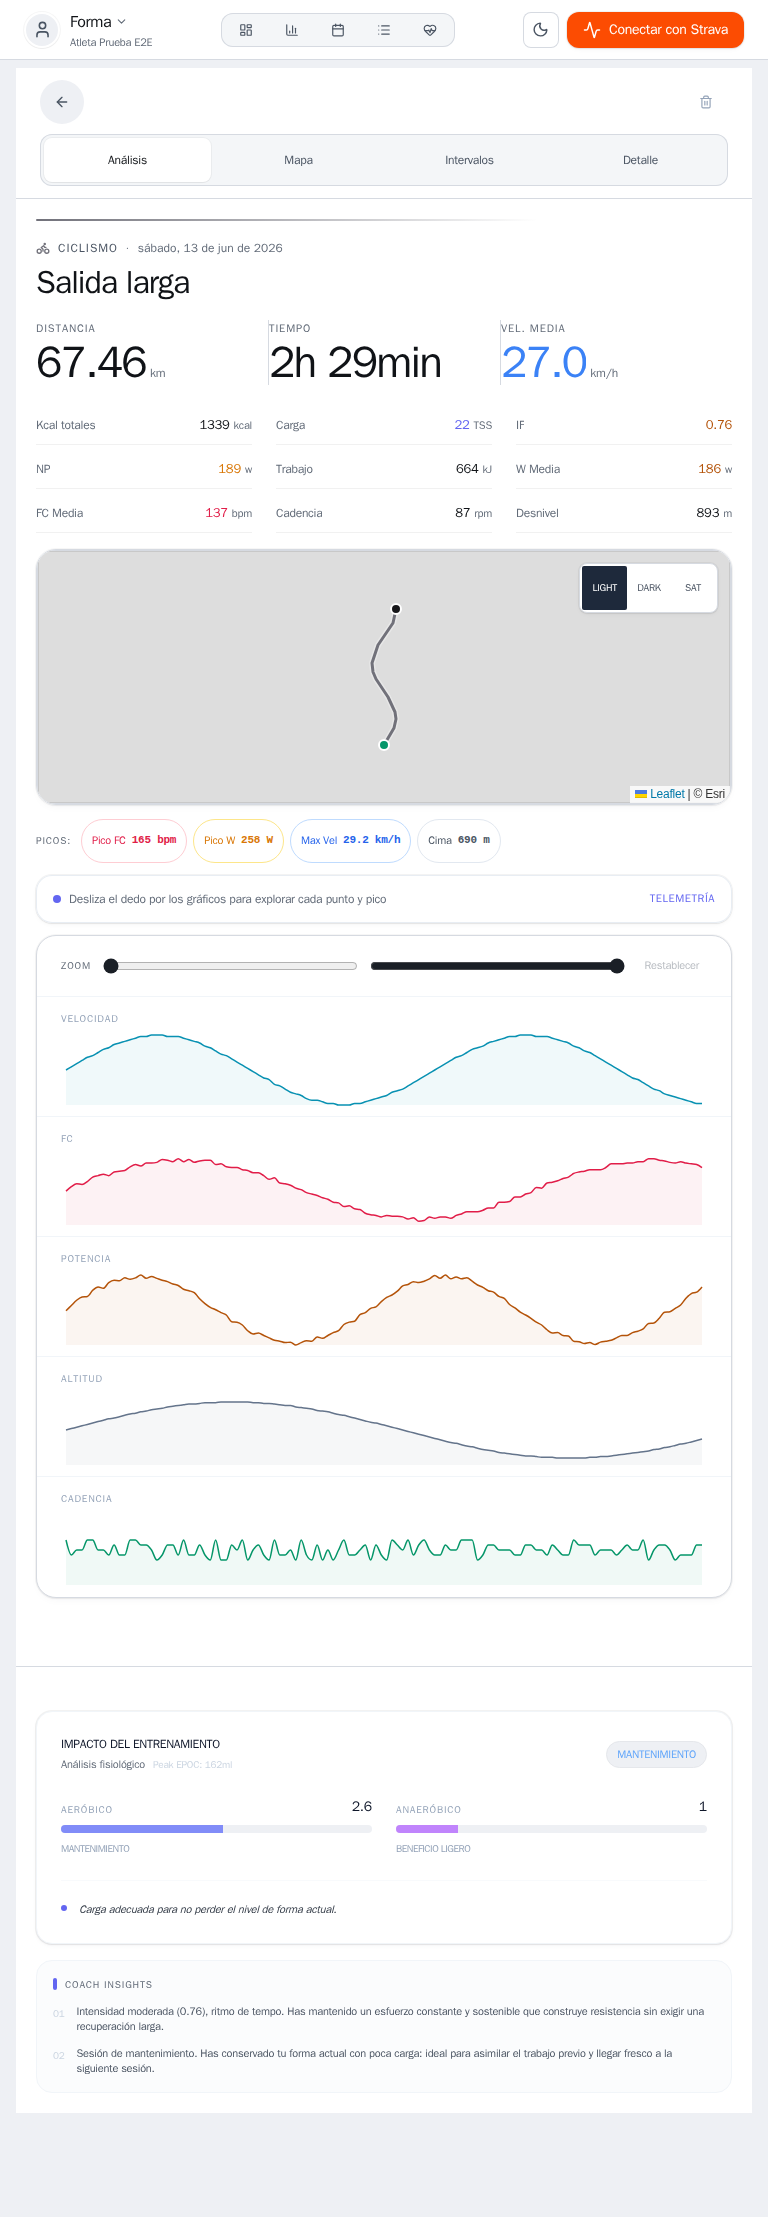 Forma
Atleta Prueba E2E
Conectar con Strava
Análisis
Mapa
Intervalos
Detalle
CICLISMO · sábado, 13 de jun de 2026
Salida larga
DISTANCIA
67.46 km
TIEMPO
2h 29min
VEL. MEDIA
27.0 km/h
Kcal totales 1339 kcal
Carga 22 TSS
IF 0.76
NP 189 w
Trabajo 664 kJ
W Media 186 w
FC Media 137 bpm
Cadencia 87 rpm
Desnivel 893 m
LIGHT
DARK
SAT
Leaflet | © Esri
PICOS:
Pico FC 165 bpm
Pico W 258 W
Max Vel 29.2 km/h
Cima 690 m
Desliza el dedo por los gráficos para explorar cada punto y pico
TELEMETRÍA
ZOOM
Restablecer
VELOCIDAD
FC
POTENCIA
ALTITUD
CADENCIA
IMPACTO DEL ENTRENAMIENTO
Análisis fisiológico Peak EPOC: 162ml
MANTENIMIENTO
AERÓBICO 2.6
MANTENIMIENTO
ANAERÓBICO 1
BENEFICIO LIGERO
Carga adecuada para no perder el nivel de forma actual.
COACH INSIGHTS
01 Intensidad moderada (0.76), ritmo de tempo. Has mantenido un esfuerzo constante y sostenible que construye resistencia sin exigir una
recuperación larga.
02 Sesión de mantenimiento. Has conservado tu forma actual con poca carga: ideal para asimilar el trabajo previo y llegar fresco a la
siguiente sesión.